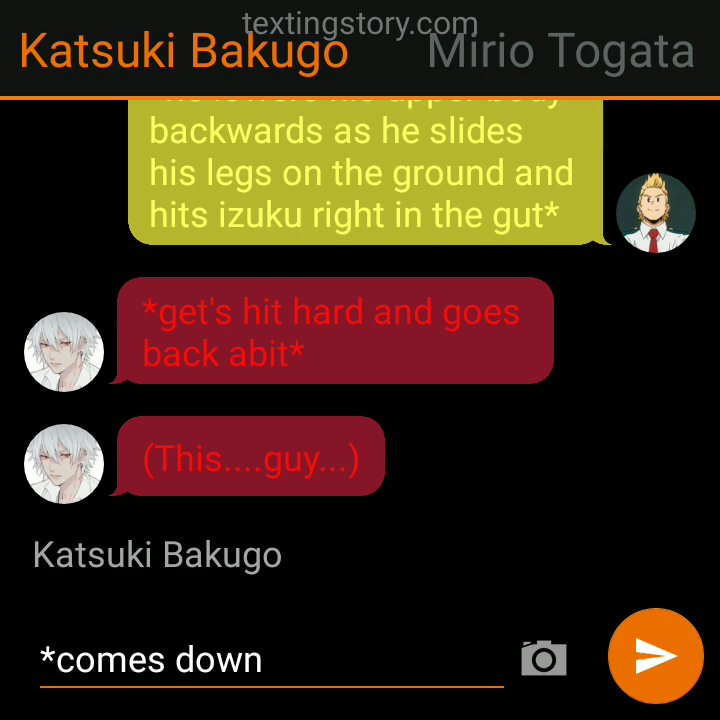 textingstory.com
Katsuki Bakugo
Mirio Togata
backwards as he slides
his legs on the ground and
hits izuku right in the gut*
*get's hit hard and goes
back abit*
(This....guy...)
Katsuki Bakugo
*comes down